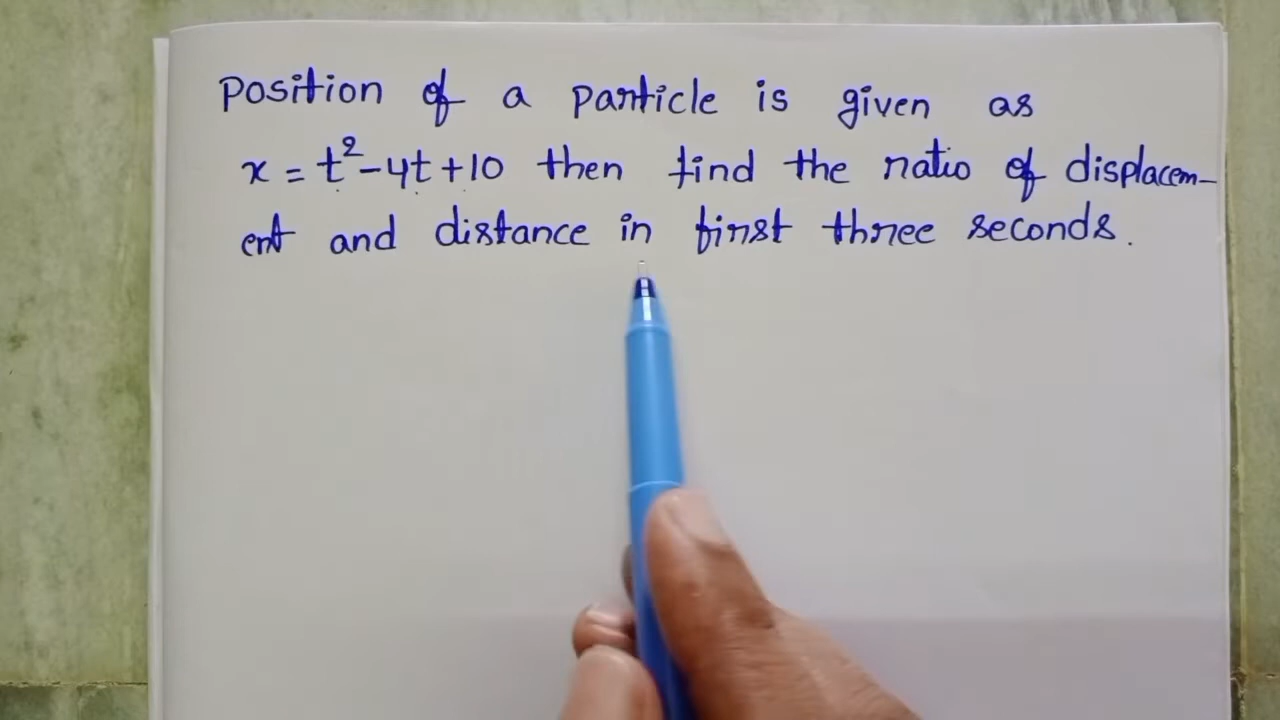 Position of a particle is given as
x = t²-4t+10 then find the ratio of displacem-
ent and distance in first three seconds.